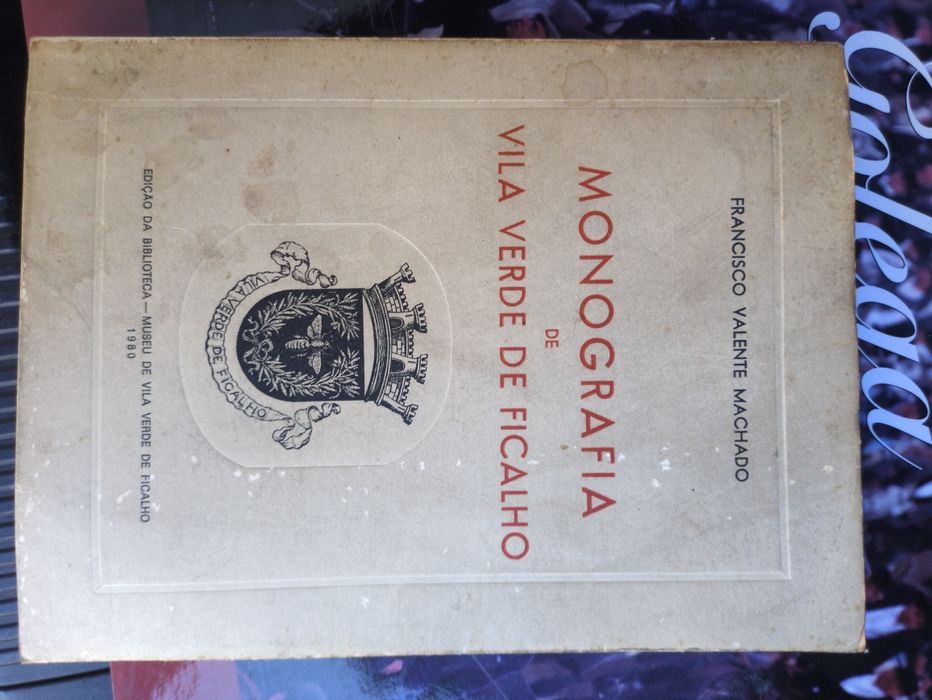 FRANCISCO VALENTE MACHADO
MONOGRAFIA
DE
VILA VERDE DE FICALHO
VILA VERDE DE FICALHO
EDIÇÃO DA BIBLIOTECA — MUSEU DE VILA VERDE DE FICALHO
1980